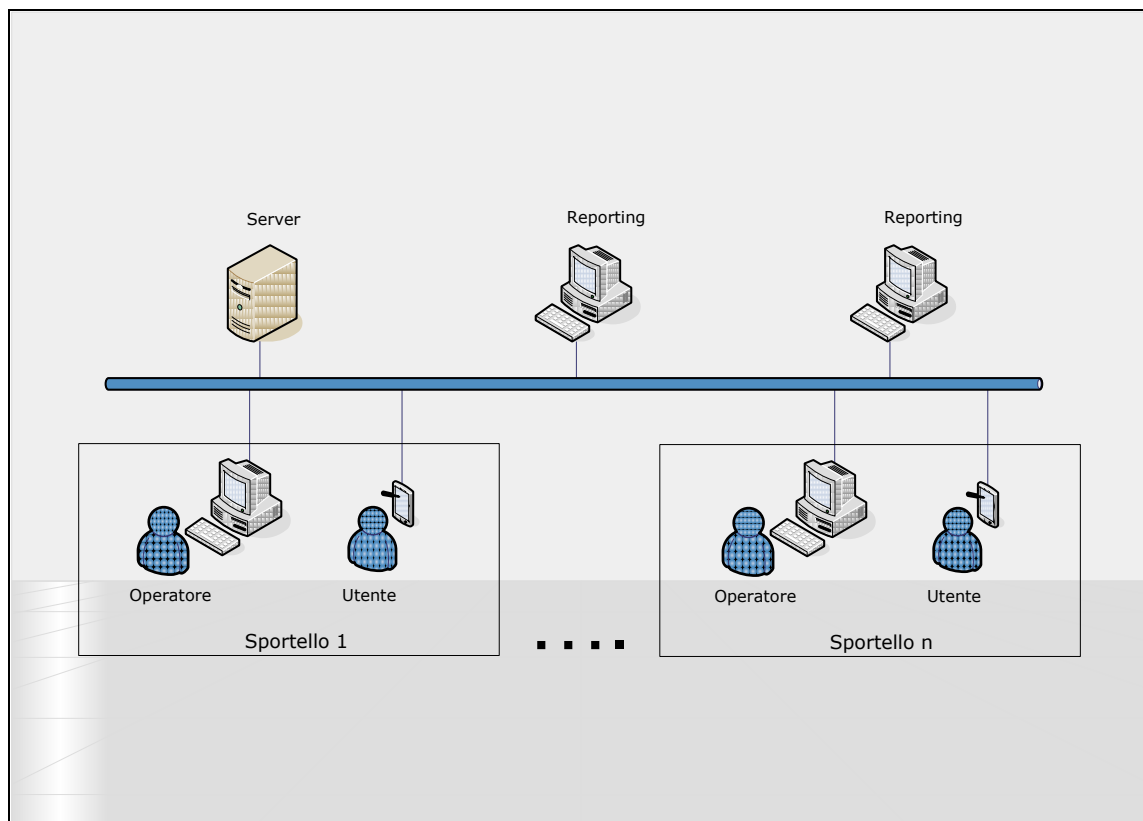 Server
Reporting
Reporting
Operatore
Utente
Sportello 1
Operatore
Utente
Sportello n